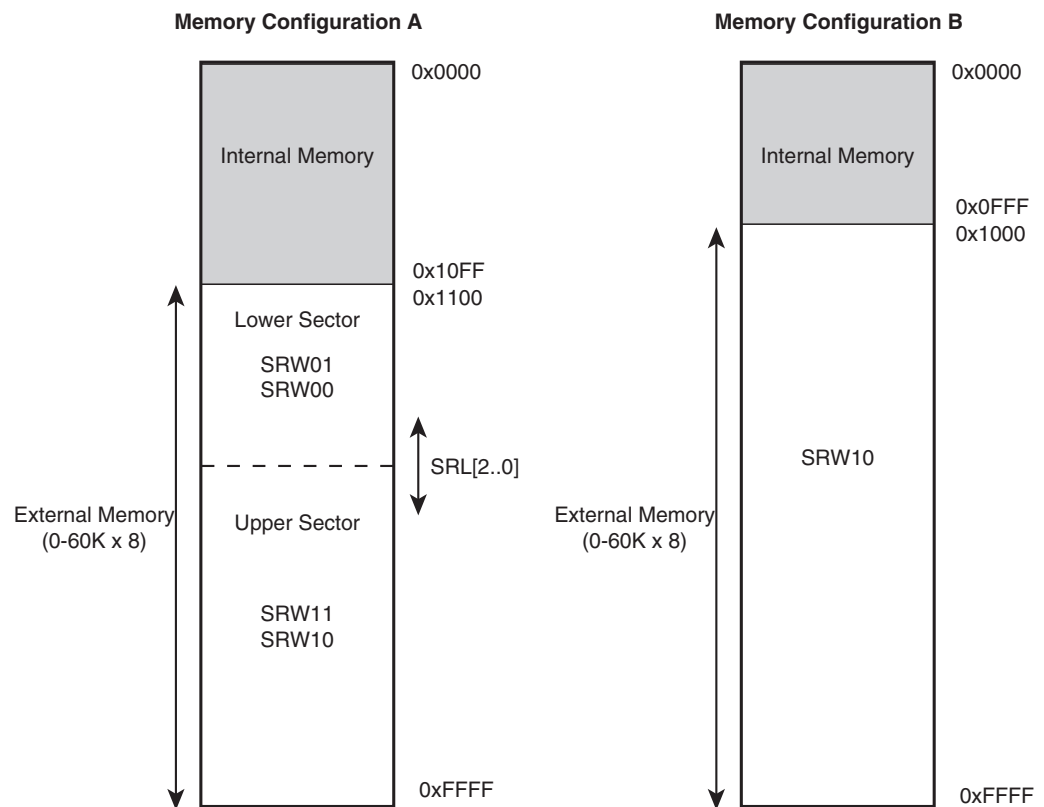 Memory Configuration A
0x0000
Internal Memory
0x10FF
0x1100
Lower Sector
SRW01
SRW00
SRL[2..0]
External Memory
(0-60K x 8)
Upper Sector
SRW11
SRW10
0xFFFF
Memory Configuration B
0x0000
Internal Memory
0x0FFF
0x1000
SRW10
External Memory
(0-60K x 8)
0xFFFF